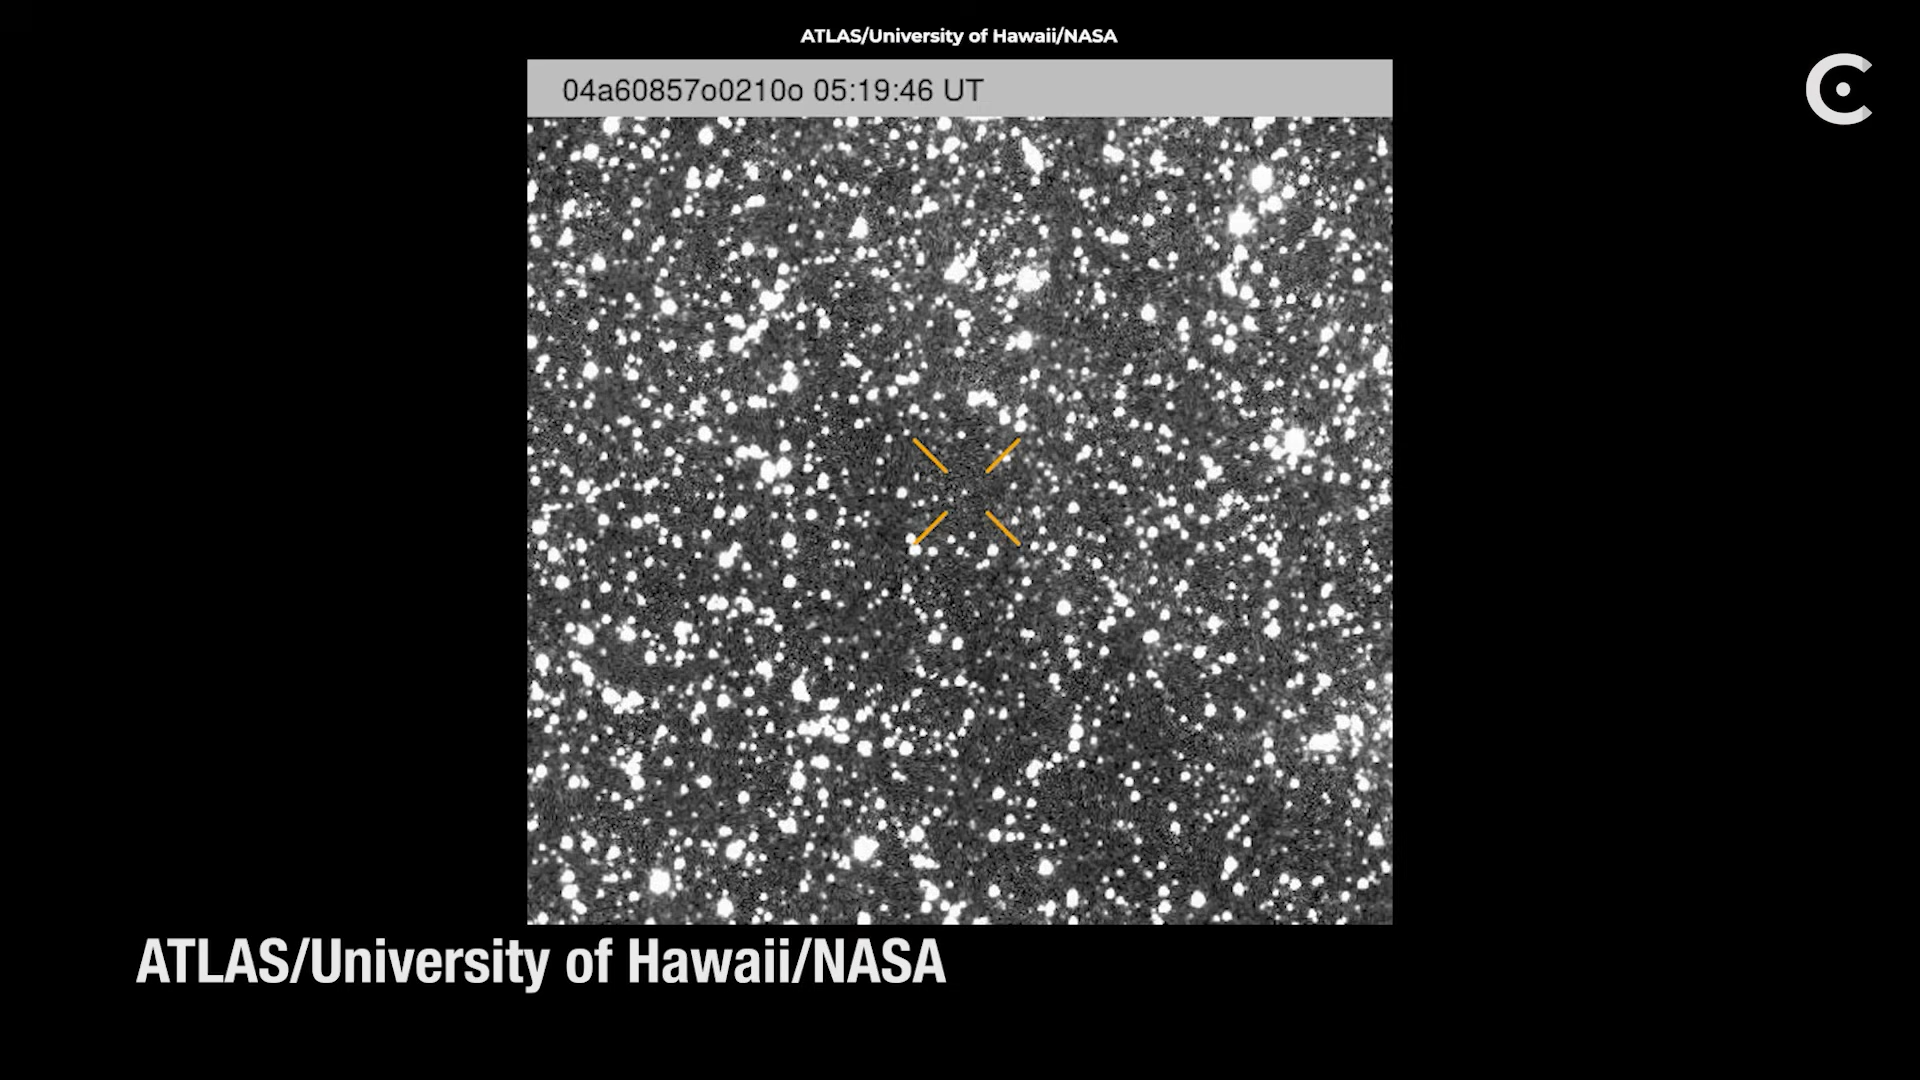 ATLAS/University of Hawaii/NASA
04a60857o0210o 05:19:46 UT
ATLAS/University of Hawaii/NASA